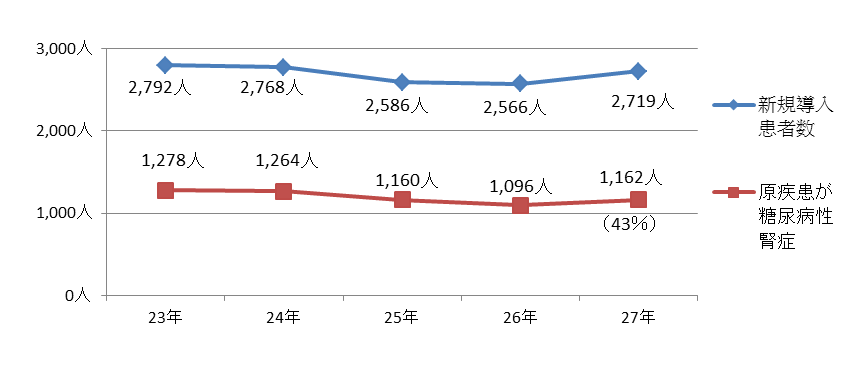 3,000人
2,792人
2,768人
2,586人
2,566人
2,719人
新規導入
患者数
2,000人
1,278人
1,264人
1,160人
1,096人
1,162人
(43%)
原疾患が
糖尿病性
腎症
1,000人
0人
23年
24年
25年
26年
27年